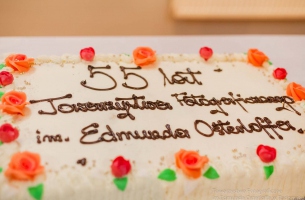 55 lat
Towarzystwa Fotograficznego
im. Edmunda Osterloffa